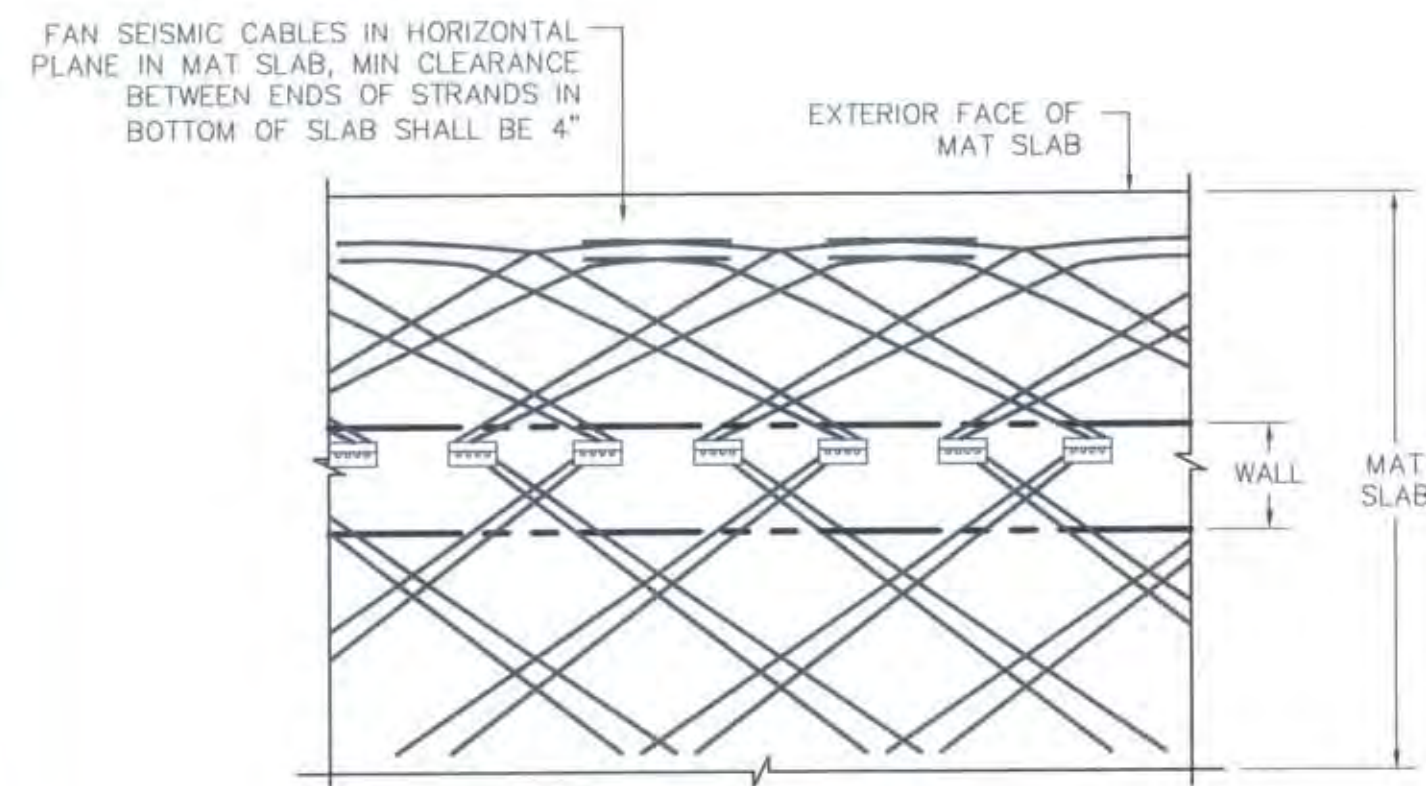 FAN SEISMIC CABLES IN HORIZONTAL
PLANE IN MAT SLAB, MIN CLEARANCE
BETWEEN ENDS OF STRANDS IN
BOTTOM OF SLAB SHALL BE 4"
EXTERIOR FACE OF
MAT SLAB
WALL
MAT
SLAB